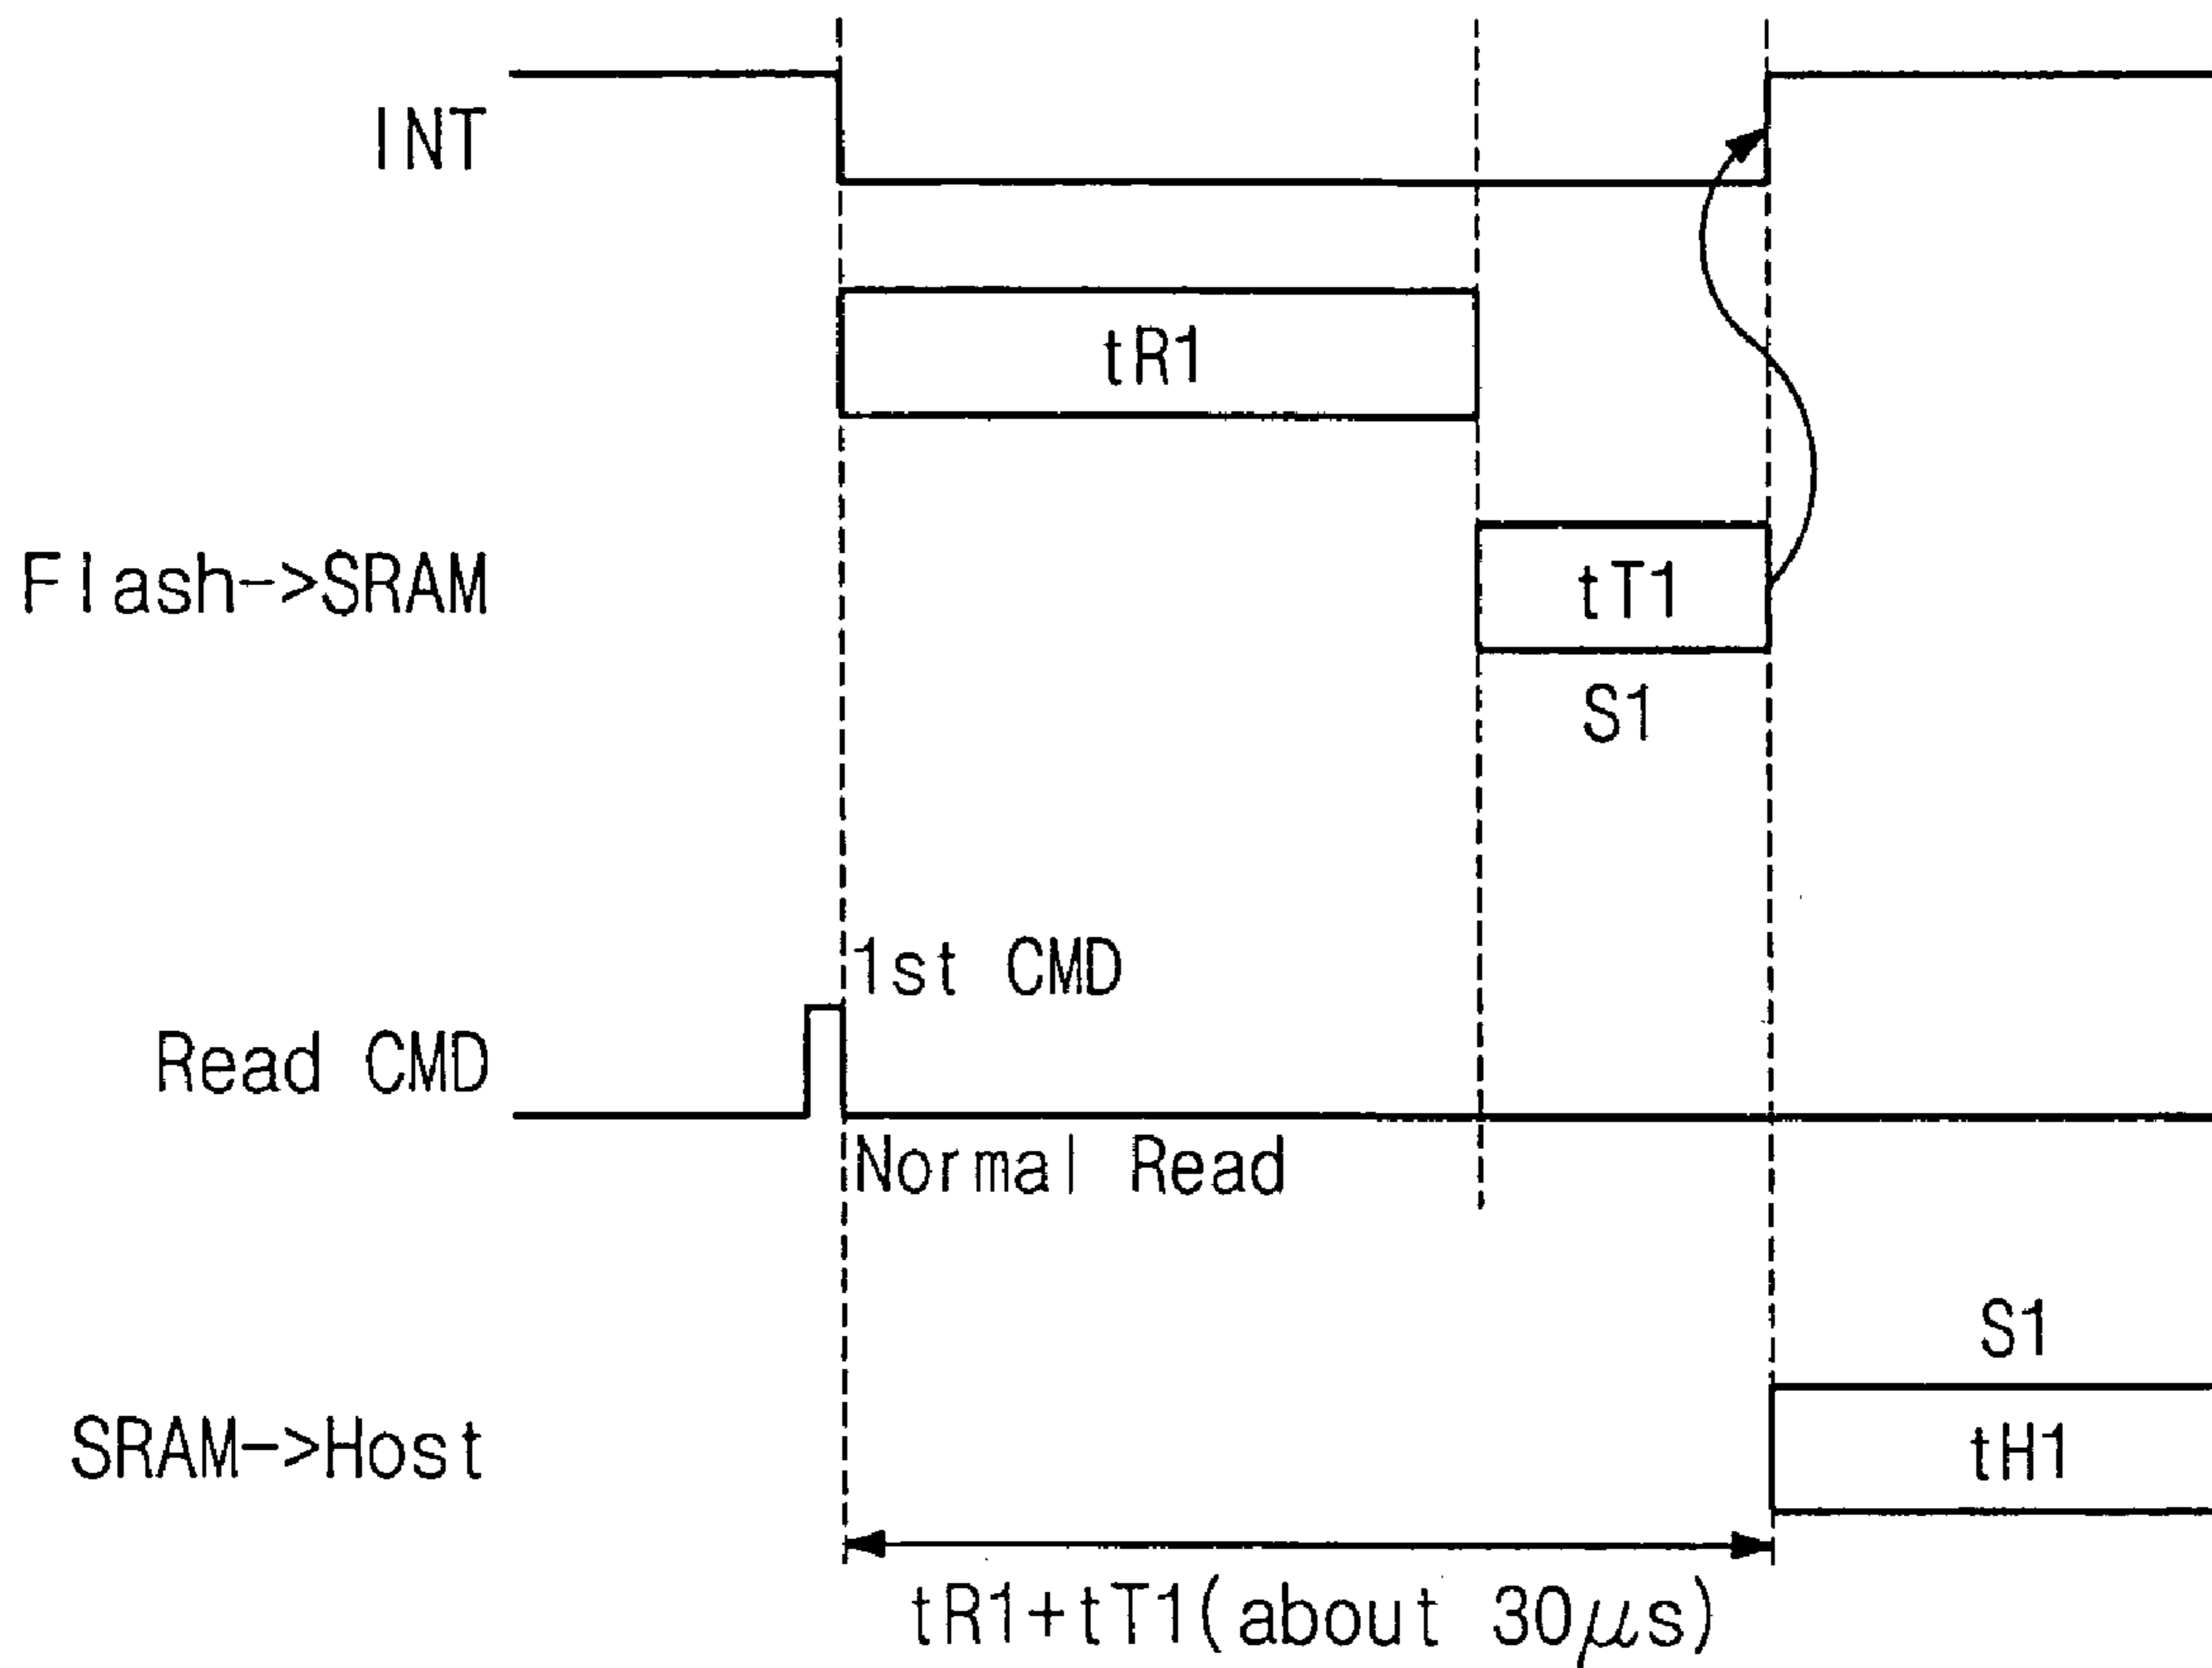 INT
tR1
Flash->SRAM
tT1
S1
1st CMD
Read CMD
Normal Read
S1
SRAM->Host
tH1
tR1+tT1(about 30μs)